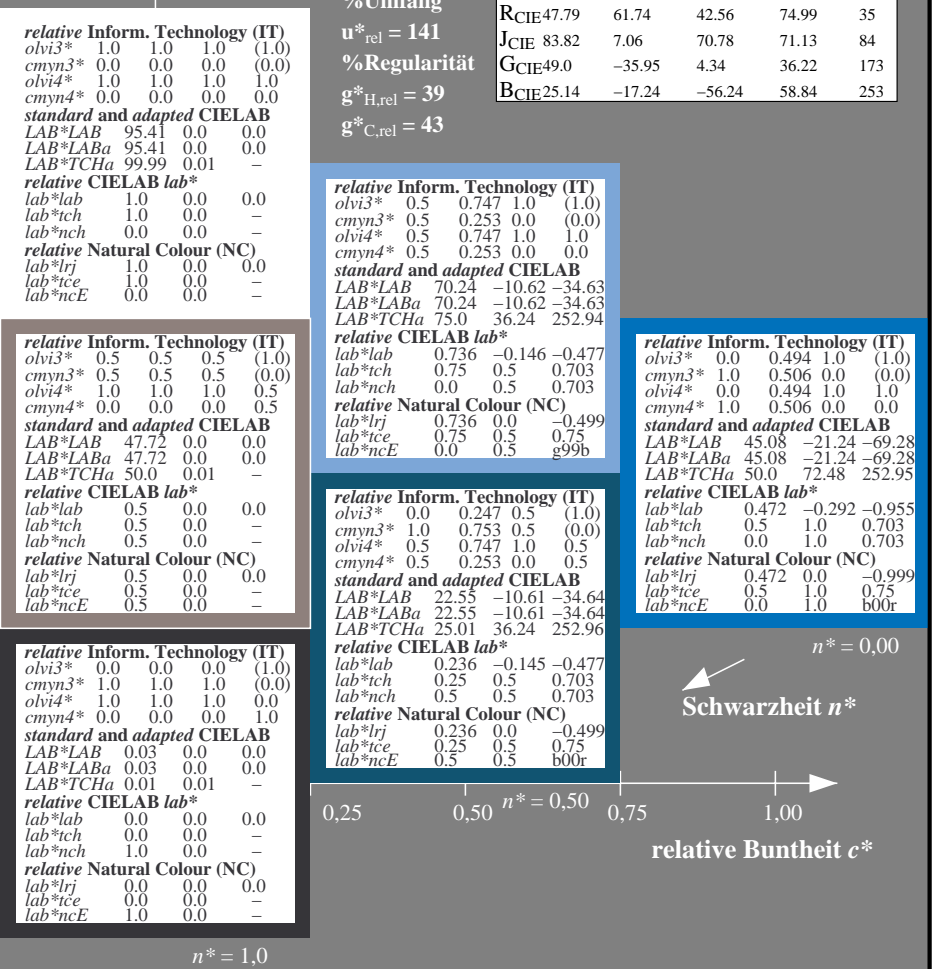 %Umfang
u*rel = 141
%Regularität
g*H,rel = 39
g*C,rel = 43
RCIE 47.79 61.74 42.56 74.99 35
JCIE 83.82 7.06 70.78 71.13 84
GCIE 49.0 −35.95 4.34 36.22 173
BCIE 25.14 −17.24 −56.24 58.84 253
relative Inform. Technology (IT)
olvi3* 1.0 1.0 1.0 (1.0)
cmyn3* 0.0 0.0 0.0 (0.0)
olvi4* 1.0 1.0 1.0 1.0
cmyn4* 0.0 0.0 0.0 0.0
standard and adapted CIELAB
LAB*LAB 95.41 0.0 0.0
LAB*LABa 95.41 0.0 0.0
LAB*TCHa 99.99 0.01 –
relative CIELAB lab*
lab*lab 1.0 0.0 0.0
lab*tch 1.0 0.0 –
lab*nch 0.0 0.0 –
relative Natural Colour (NC)
lab*lrj 1.0 0.0 0.0
lab*tce 1.0 0.0 –
lab*ncE 0.0 0.0 –
relative Inform. Technology (IT)
olvi3* 0.5 0.747 1.0 (1.0)
cmyn3* 0.5 0.253 0.0 (0.0)
olvi4* 0.5 0.747 1.0 1.0
cmyn4* 0.5 0.253 0.0 0.0
standard and adapted CIELAB
LAB*LAB 70.24 −10.62 −34.63
LAB*LABa 70.24 −10.62 −34.63
LAB*TCHa 75.0 36.24 252.94
relative CIELAB lab*
lab*lab 0.736 −0.146 −0.477
lab*tch 0.75 0.5 0.703
lab*nch 0.0 0.5 0.703
relative Natural Colour (NC)
lab*lrj 0.736 0.0 −0.499
lab*tce 0.75 0.5 0.75
lab*ncE 0.0 0.5 g99b
relative Inform. Technology (IT)
olvi3* 0.5 0.5 0.5 (1.0)
cmyn3* 0.5 0.5 0.5 (0.0)
olvi4* 1.0 1.0 1.0 0.5
cmyn4* 0.0 0.0 0.0 0.5
standard and adapted CIELAB
LAB*LAB 47.72 0.0 0.0
LAB*LABa 47.72 0.0 0.0
LAB*TCHa 50.0 0.01 –
relative CIELAB lab*
lab*lab 0.5 0.0 0.0
lab*tch 0.5 0.0 –
lab*nch 0.5 0.0 –
relative Natural Colour (NC)
lab*lrj 0.5 0.0 0.0
lab*tce 0.5 0.0 –
lab*ncE 0.5 0.0 –
relative Inform. Technology (IT)
olvi3* 0.0 0.494 1.0 (1.0)
cmyn3* 1.0 0.506 0.0 (0.0)
olvi4* 0.0 0.494 1.0 1.0
cmyn4* 1.0 0.506 0.0 0.0
standard and adapted CIELAB
LAB*LAB 45.08 −21.24 −69.28
LAB*LABa 45.08 −21.24 −69.28
LAB*TCHa 50.0 72.48 252.95
relative CIELAB lab*
lab*lab 0.472 −0.292 −0.955
lab*tch 0.5 1.0 0.703
lab*nch 0.0 1.0 0.703
relative Natural Colour (NC)
lab*lrj 0.472 0.0 −0.999
lab*tce 0.5 1.0 0.75
lab*ncE 0.0 1.0 b00r
relative Inform. Technology (IT)
olvi3* 0.0 0.247 0.5 (1.0)
cmyn3* 1.0 0.753 0.5 (0.0)
olvi4* 0.5 0.747 1.0 0.5
cmyn4* 0.5 0.253 0.0 0.5
standard and adapted CIELAB
LAB*LAB 22.55 −10.61 −34.64
LAB*LABa 22.55 −10.61 −34.64
LAB*TCHa 25.01 36.24 252.96
relative CIELAB lab*
lab*lab 0.236 −0.145 −0.477
lab*tch 0.25 0.5 0.703
lab*nch 0.5 0.5 0.703
relative Natural Colour (NC)
lab*lrj 0.236 0.0 −0.499
lab*tce 0.25 0.5 0.75
lab*ncE 0.5 0.5 b00r
relative Inform. Technology (IT)
olvi3* 0.0 0.0 0.0 (1.0)
cmyn3* 1.0 1.0 1.0 (0.0)
olvi4* 1.0 1.0 1.0 0.0
cmyn4* 0.0 0.0 0.0 1.0
standard and adapted CIELAB
LAB*LAB 0.03 0.0 0.0
LAB*LABa 0.03 0.0 0.0
LAB*TCHa 0.01 0.01 –
relative CIELAB lab*
lab*lab 0.0 0.0 0.0
lab*tch 0.0 0.0 –
lab*nch 1.0 0.0 –
relative Natural Colour (NC)
lab*lrj 0.0 0.0 0.0
lab*tce 0.0 0.0 –
lab*ncE 1.0 0.0 –
n* = 0,00
Schwarzheit n*
0,25 0,50 n* = 0,50 0,75 1,00
relative Buntheit c*
n* = 1,0